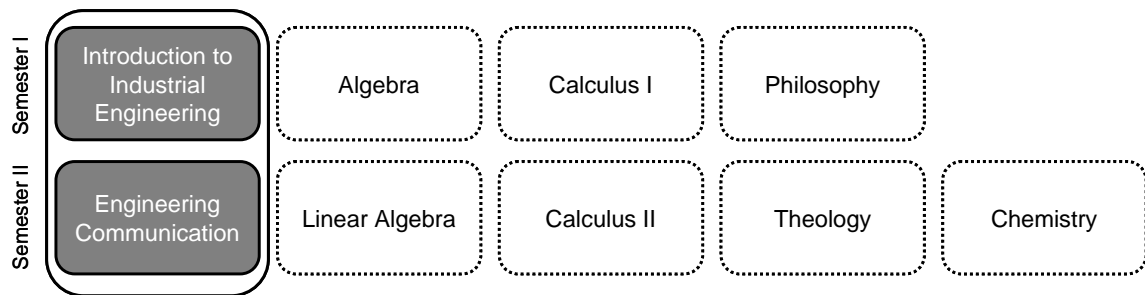 Semester I
Introduction to
Industrial
Engineering
Algebra
Calculus I
Philosophy
Semester II
Engineering
Communication
Linear Algebra
Calculus II
Theology
Chemistry